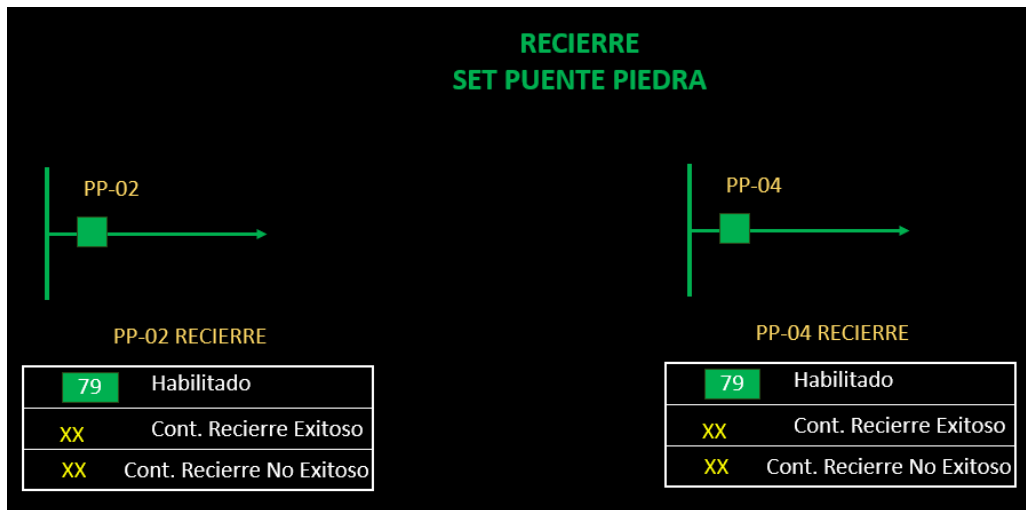 RECIERRE
SET PUENTE PIEDRA
PP-02
PP-04
PP-02 RECIERRE
79 Habilitado
XX Cont. Recierre Exitoso
XX Cont. Recierre No Exitoso
PP-04 RECIERRE
79 Habilitado
XX Cont. Recierre Exitoso
XX Cont. Recierre No Exitoso